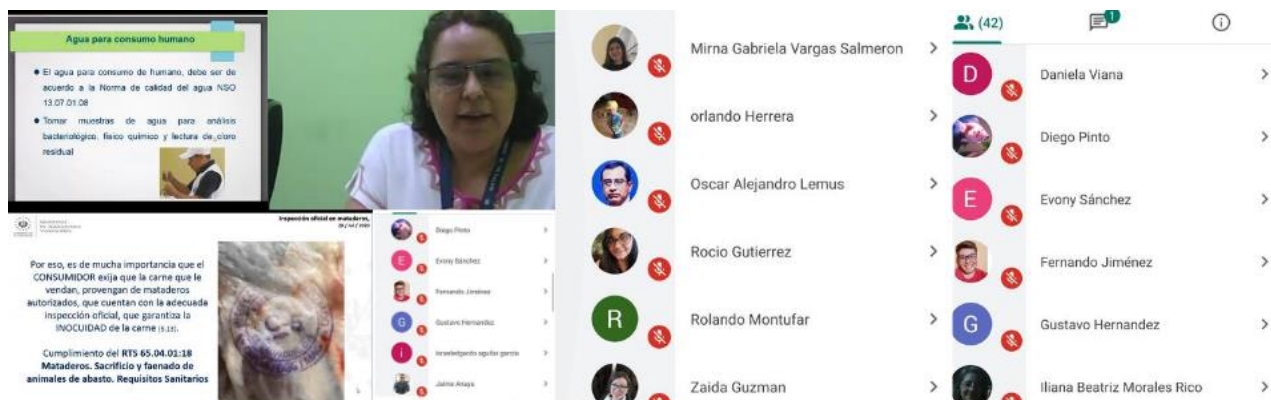 Agua para consumo humano
El agua para consumo de humano, debe ser de
acuerdo a la Norma de calidad del agua NSO
13.07.01.08
Tomar muestras de agua para análisis
bacteriológico, físico químico y lectura de cloro
residual
Inspección oficial en mataderos,
Por eso, es de mucha importancia que el
CONSUMIDOR exija que la carne que le
vendan, provengan de mataderos
autorizados, que cuentan con la adecuada
inspección oficial, que garantiza la
INOCUIDAD de la carne
Cumplimiento del RTS 65.04.01:18
Mataderos. Sacrificio y faenado de
animales de abasto. Requisitos Sanitarios
Diego Pinto
E
Evony Sánchez
Fernando Jiménez
G
Gustavo Hernandez
i
israeledgardo aguilar garcia
Jaime Anaya
Mirna Gabriela Vargas Salmeron
orlando Herrera
Oscar Alejandro Lemus
Rocio Gutierrez
R
Rolando Montufar
Zaida Guzman
(42)
1
D
Daniela Viana
Diego Pinto
E
Evony Sánchez
Fernando Jiménez
G
Gustavo Hernandez
Iliana Beatriz Morales Rico